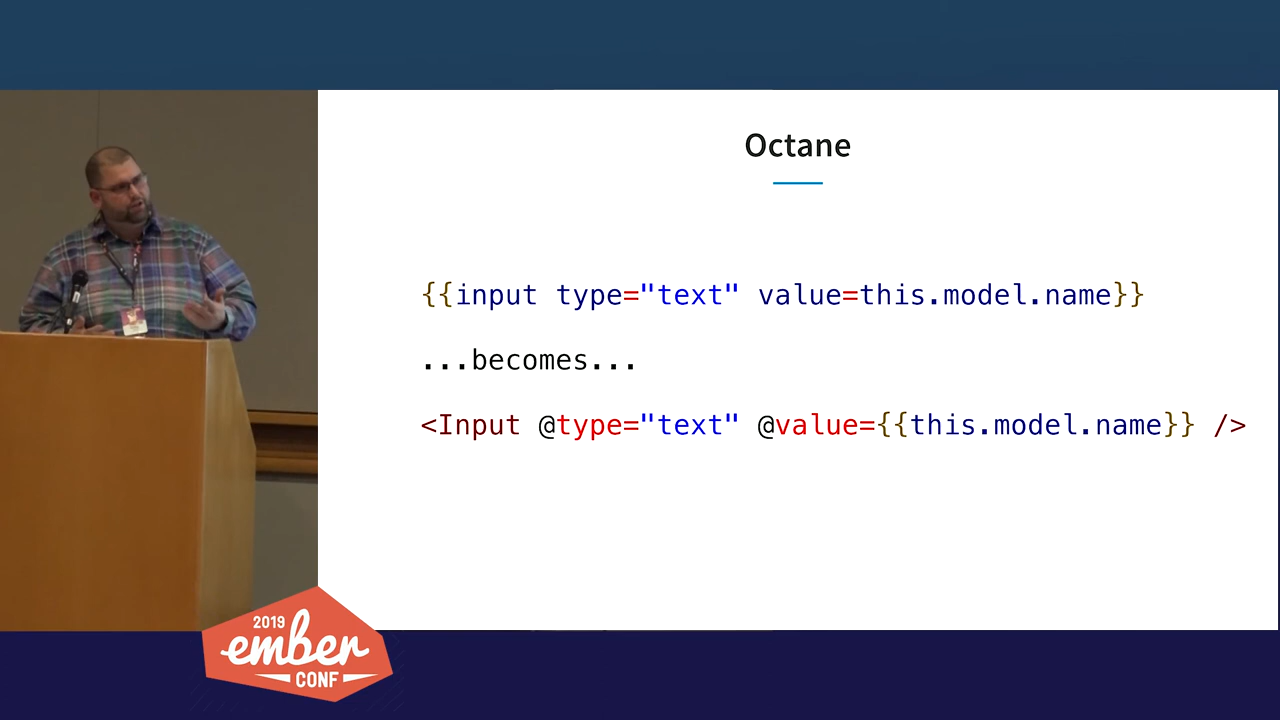 Octane
{{input type="text" value=this.model.name}}
...becomes...
<Input @type="text" @value={{this.model.name}} />
2019
ember
CONF